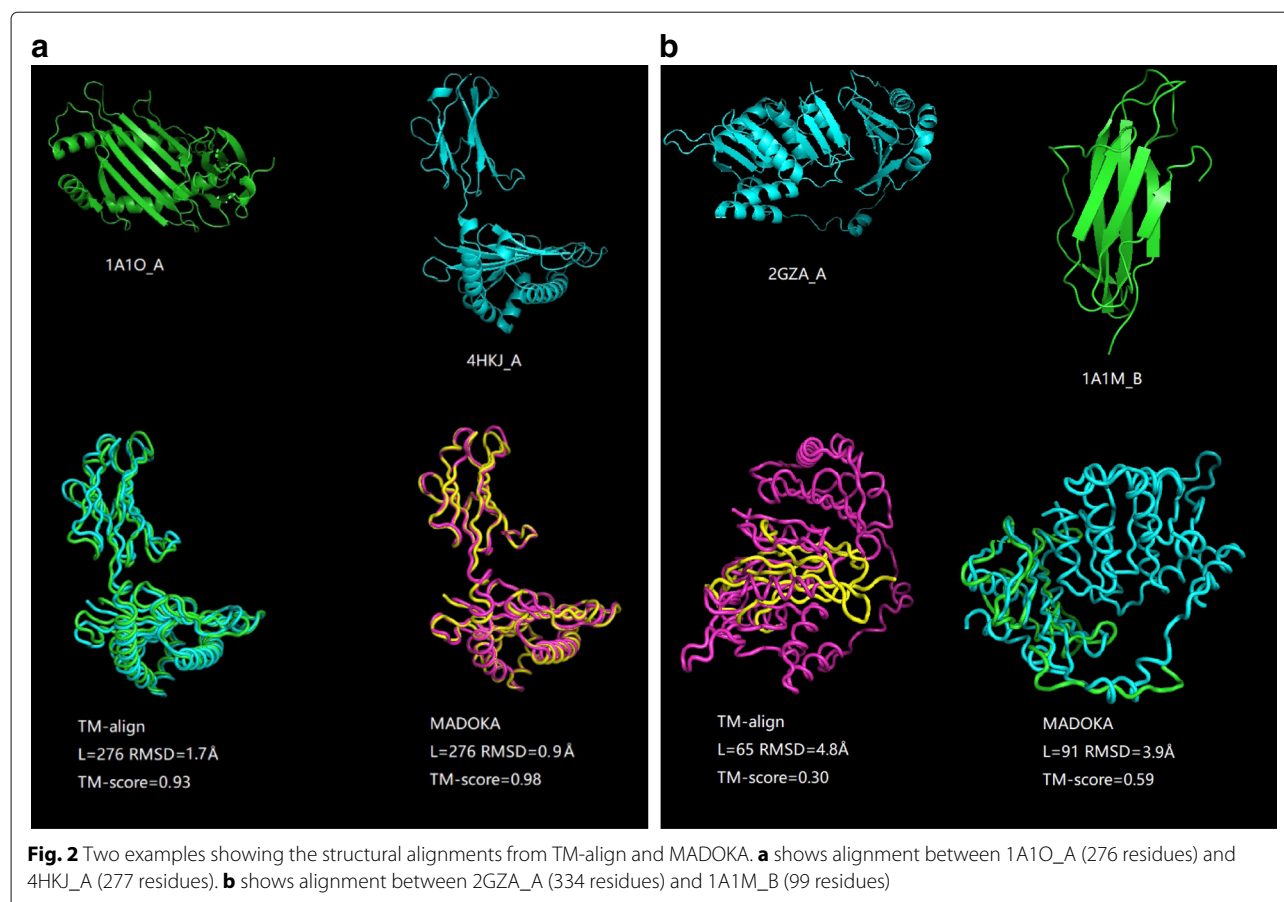 a
b
1A1O_A
4HKJ_A
2GZA_A
1A1M_B
TM-align
L=276 RMSD=1.7Å
TM-score=0.93
MADOKA
L=276 RMSD=0.9Å
TM-score=0.98
TM-align
L=65 RMSD=4.8Å
TM-score=0.30
MADOKA
L=91 RMSD=3.9Å
TM-score=0.59
Fig. 2 Two examples showing the structural alignments from TM-align and MADOKA. a shows alignment between 1A1O_A (276 residues) and
4HKJ_A (277 residues). b shows alignment between 2GZA_A (334 residues) and 1A1M_B (99 residues)